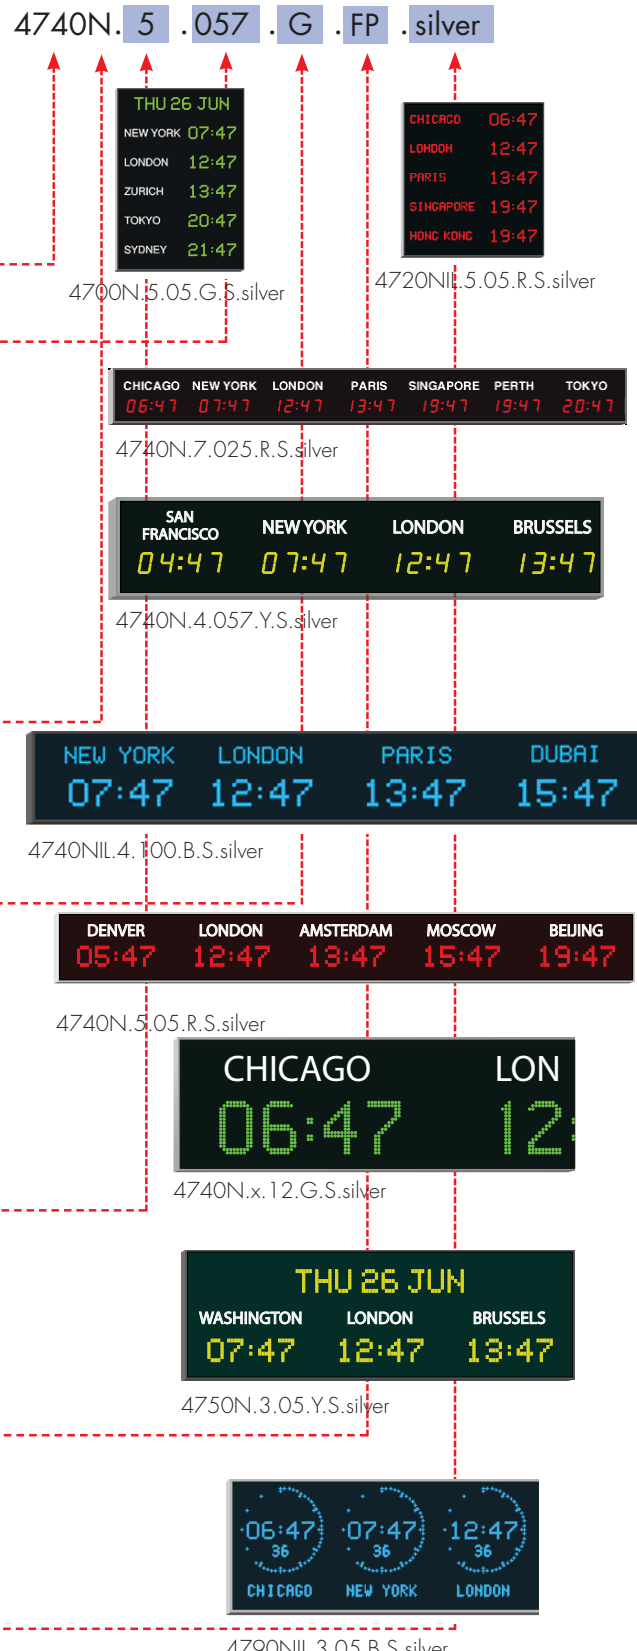 4740N. 5 . 057 . G . FP . silver
THU 26 JUN
NEW YORK 07:47
LONDON 12:47
ZURICH 13:47
TOKYO 20:47
SYDNEY 21:47
4700N.5.05.G.S.silver
CHICAGO 06:47
LONDON 12:47
PARIS 13:47
SINGAPORE 19:47
HONG KONG 19:47
4720NIL.5.05.R.S.silver
CHICAGO NEW YORK LONDON PARIS SINGAPORE PERTH TOKYO
06:47 07:47 12:47 13:47 19:47 19:47 20:47
4740N.7.025.R.S.silver
SAN
FRANCISCO NEW YORK LONDON BRUSSELS
04:47 07:47 12:47 13:47
4740N.4.057.Y.S.silver
NEW YORK LONDON PARIS DUBAI
07:47 12:47 13:47 15:47
4740NIL.4.100.B.S.silver
DENVER LONDON AMSTERDAM MOSCOW BEIJING
05:47 12:47 13:47 15:47 19:47
4740N.5.05.R.S.silver
CHICAGO LON
06:47 12:
4740N.x.12.G.S.silver
THU 26 JUN
WASHINGTON LONDON BRUSSELS
07:47 12:47 13:47
4750N.3.05.Y.S.silver
06:47 07:47 12:47
36 36 36
CHICAGO NEW YORK LONDON
4790NIL.3.05.B.S.silver